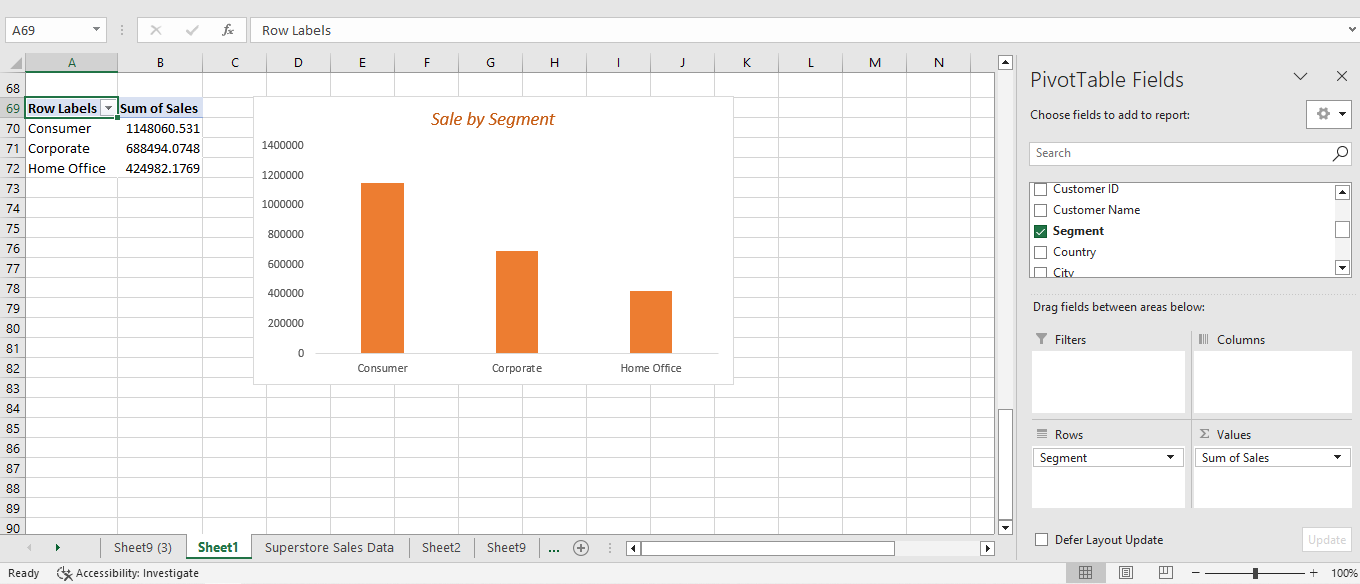 A69
fx
Row Labels
A B C D E F G H I J K L M N
68
69 Row Labels Sum of Sales
70 Consumer 1148060.531
71 Corporate 688494.0748
72 Home Office 424982.1769
73
74
75
76
77
78
79
80
81
82
83
84
85
86
87
88
89
90
Sale by Segment
1400000
1200000
1000000
800000
600000
400000
200000
0
Consumer Corporate Home Office
PivotTable Fields
Choose fields to add to report:
Search
Customer ID
Customer Name
Segment
Country
City
Drag fields between areas below:
Filters Columns
Rows Σ Values
Segment Sum of Sales
Defer Layout Update Update
Sheet9 (3) Sheet1 Superstore Sales Data Sheet2 Sheet9 ...
Ready Accessibility: Investigate 100%